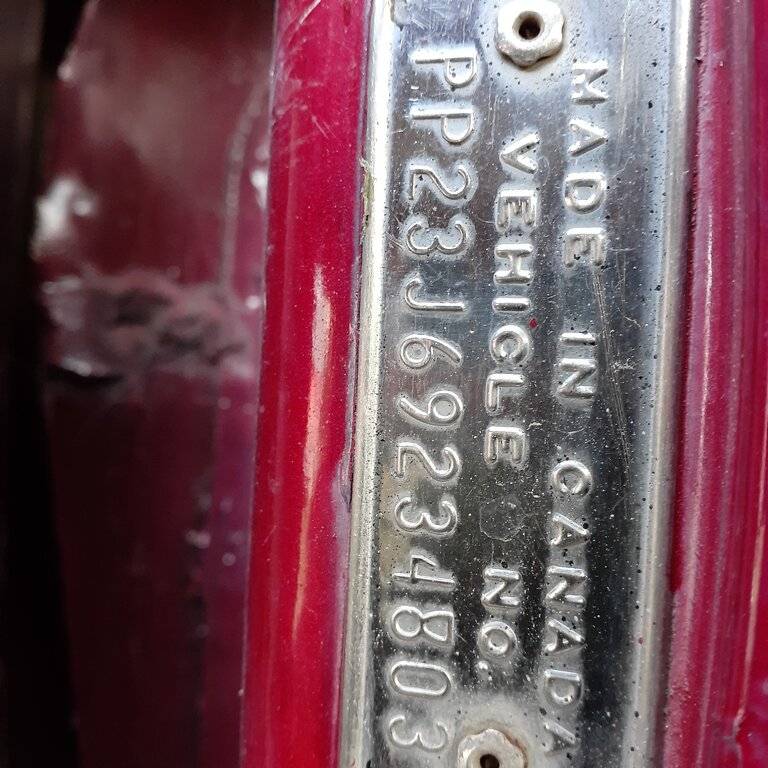 MADE IN CANADA
VEHICLE NO.
PP23J69234803